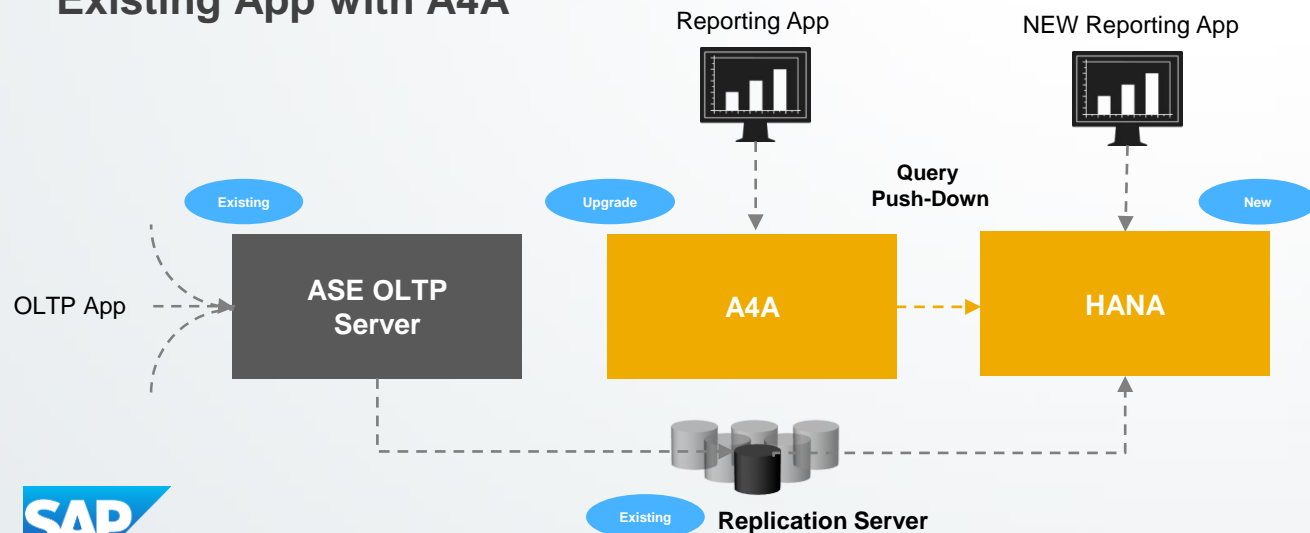 Existing App with A4A
Reporting App
NEW Reporting App
Query
Push-Down
Existing
Upgrade
New
OLTP App
ASE OLTP
Server
A4A
HANA
SAP
Existing
Replication Server